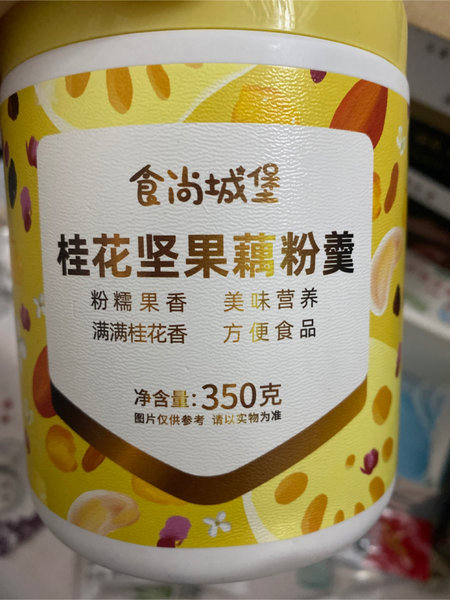 食尚城堡
桂花坚果藕粉羹
粉糯果香 美味营养
满满桂花香 方便食品
净含量:350克
图片仅供参考 请以实物为准